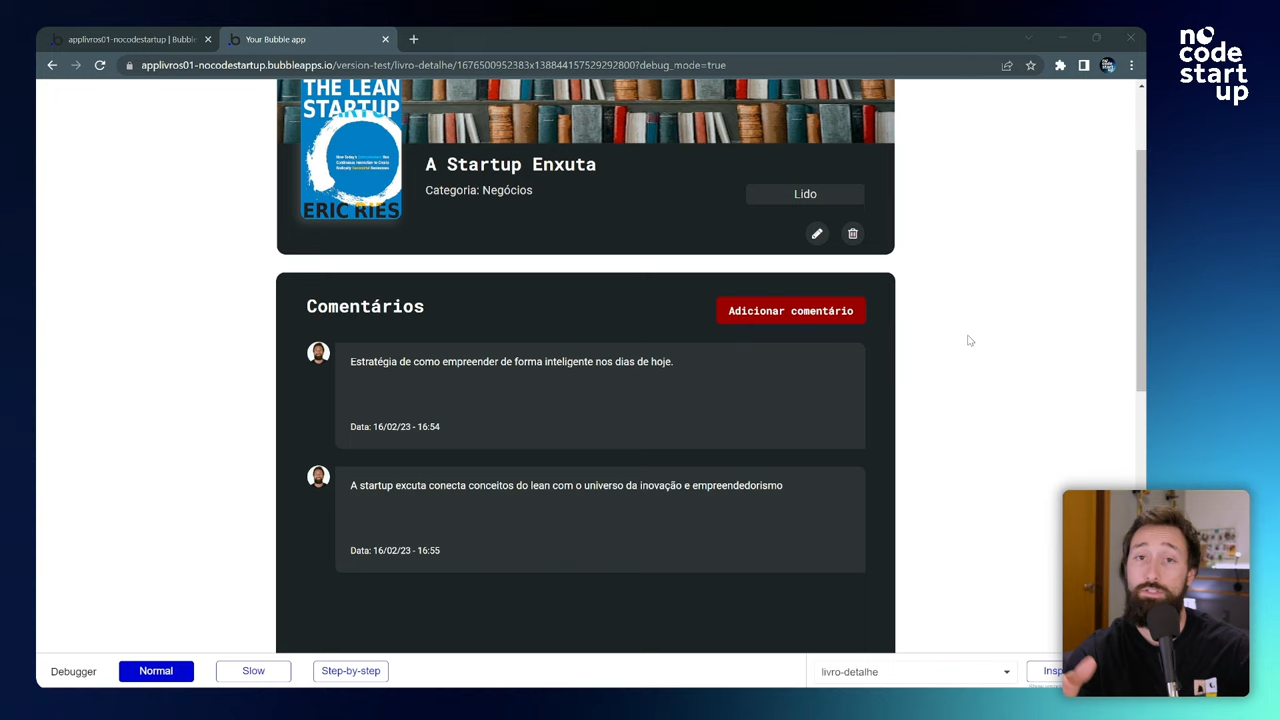 applivros01-nocodestartup | Bubbl
Your Bubble app
no
code
start
up
applivros01-nocodestartup.bubbleapps.io/version-test/livro-detalhe/1676500952383x138844157529292800?debug_mode=true
THE LEAN
STARTUP
ERIC RIES
A Startup Enxuta
Categoria: Negócios
Lido
Comentários
Adicionar comentário
Estratégia de como empreender de forma inteligente nos dias de hoje.
Data: 16/02/23 - 16:54
A startup excuta conecta conceitos do lean com o universo da inovação e empreendedorismo
Data: 16/02/23 - 16:55
Debugger
Normal
Slow
Step-by-step
livro-detalhe
Insp